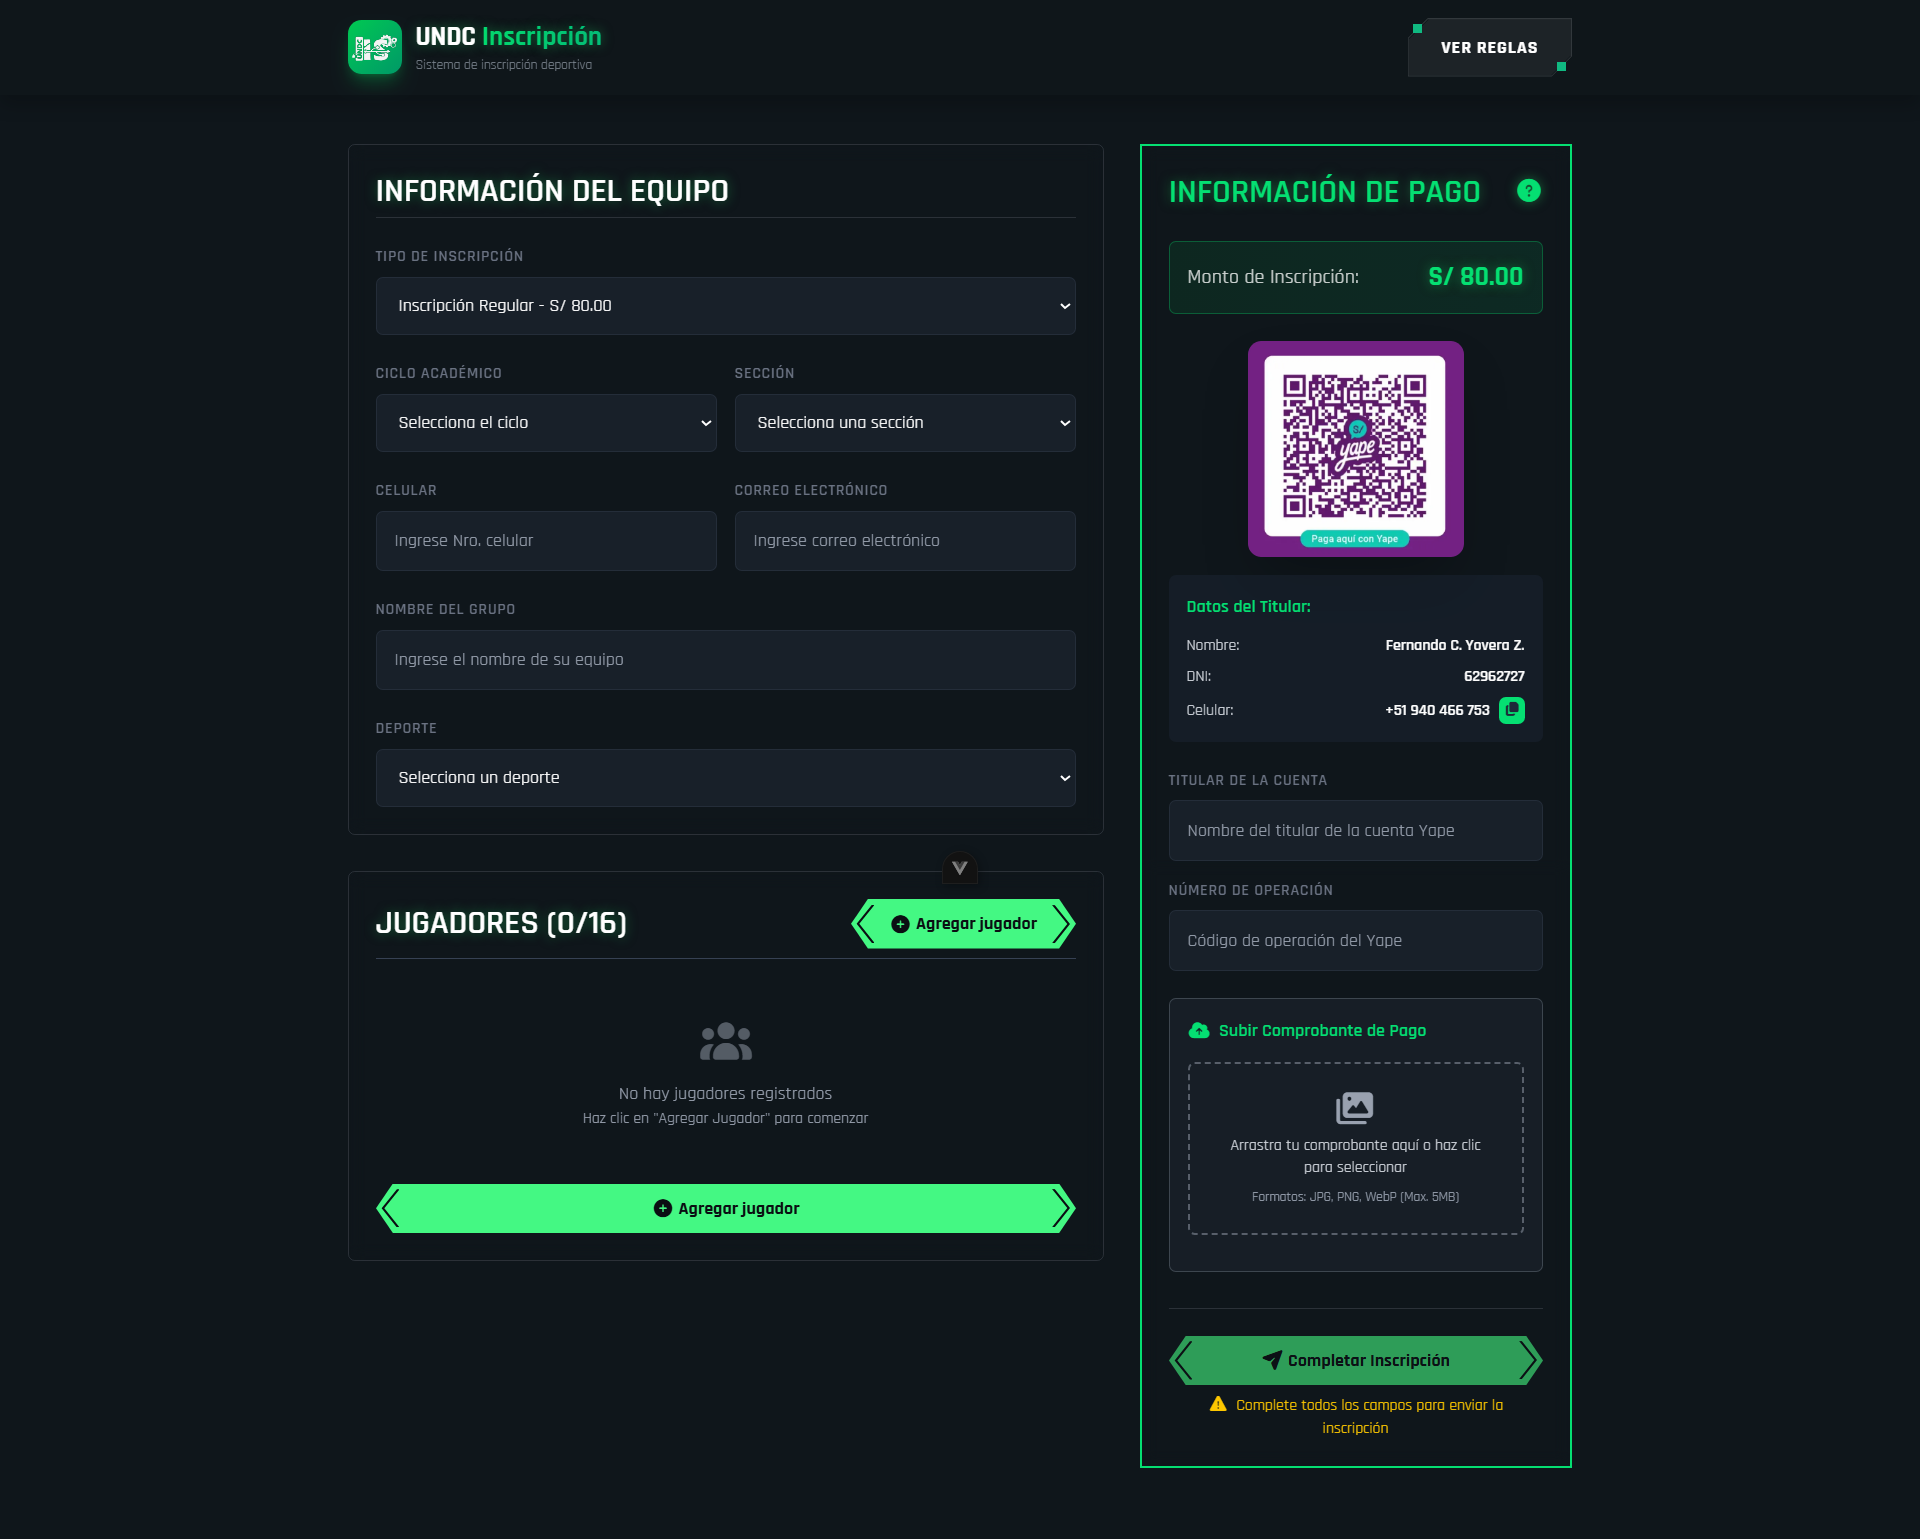 UNDC Inscripción
Sistema de inscripción deportiva
VER REGLAS
INFORMACIÓN DEL EQUIPO
TIPO DE INSCRIPCIÓN
Inscripción Regular - S/ 80.00
CICLO ACADÉMICO
SECCIÓN
Selecciona el ciclo
Selecciona una sección
CELULAR
CORREO ELECTRÓNICO
Ingrese Nro. celular
Ingrese correo electrónico
NOMBRE DEL GRUPO
Ingrese el nombre de su equipo
DEPORTE
Selecciona un deporte
JUGADORES (0/16)
Agregar jugador
No hay jugadores registrados
Haz clic en "Agregar Jugador" para comenzar
Agregar jugador
INFORMACIÓN DE PAGO
?
Monto de Inscripción:
S/ 80.00
S/
yape
Paga aquí con Yape
Datos del Titular:
Nombre:
Fernando C. Yovera Z.
DNI:
62962727
Celular:
+51 940 466 753
TITULAR DE LA CUENTA
Nombre del titular de la cuenta Yape
NÚMERO DE OPERACIÓN
Código de operación del Yape
Subir Comprobante de Pago
Arrastra tu comprobante aquí o haz clic
para seleccionar
Formatos: JPG, PNG, WebP (Max. 5MB)
Completar Inscripción
Complete todos los campos para enviar la
inscripción